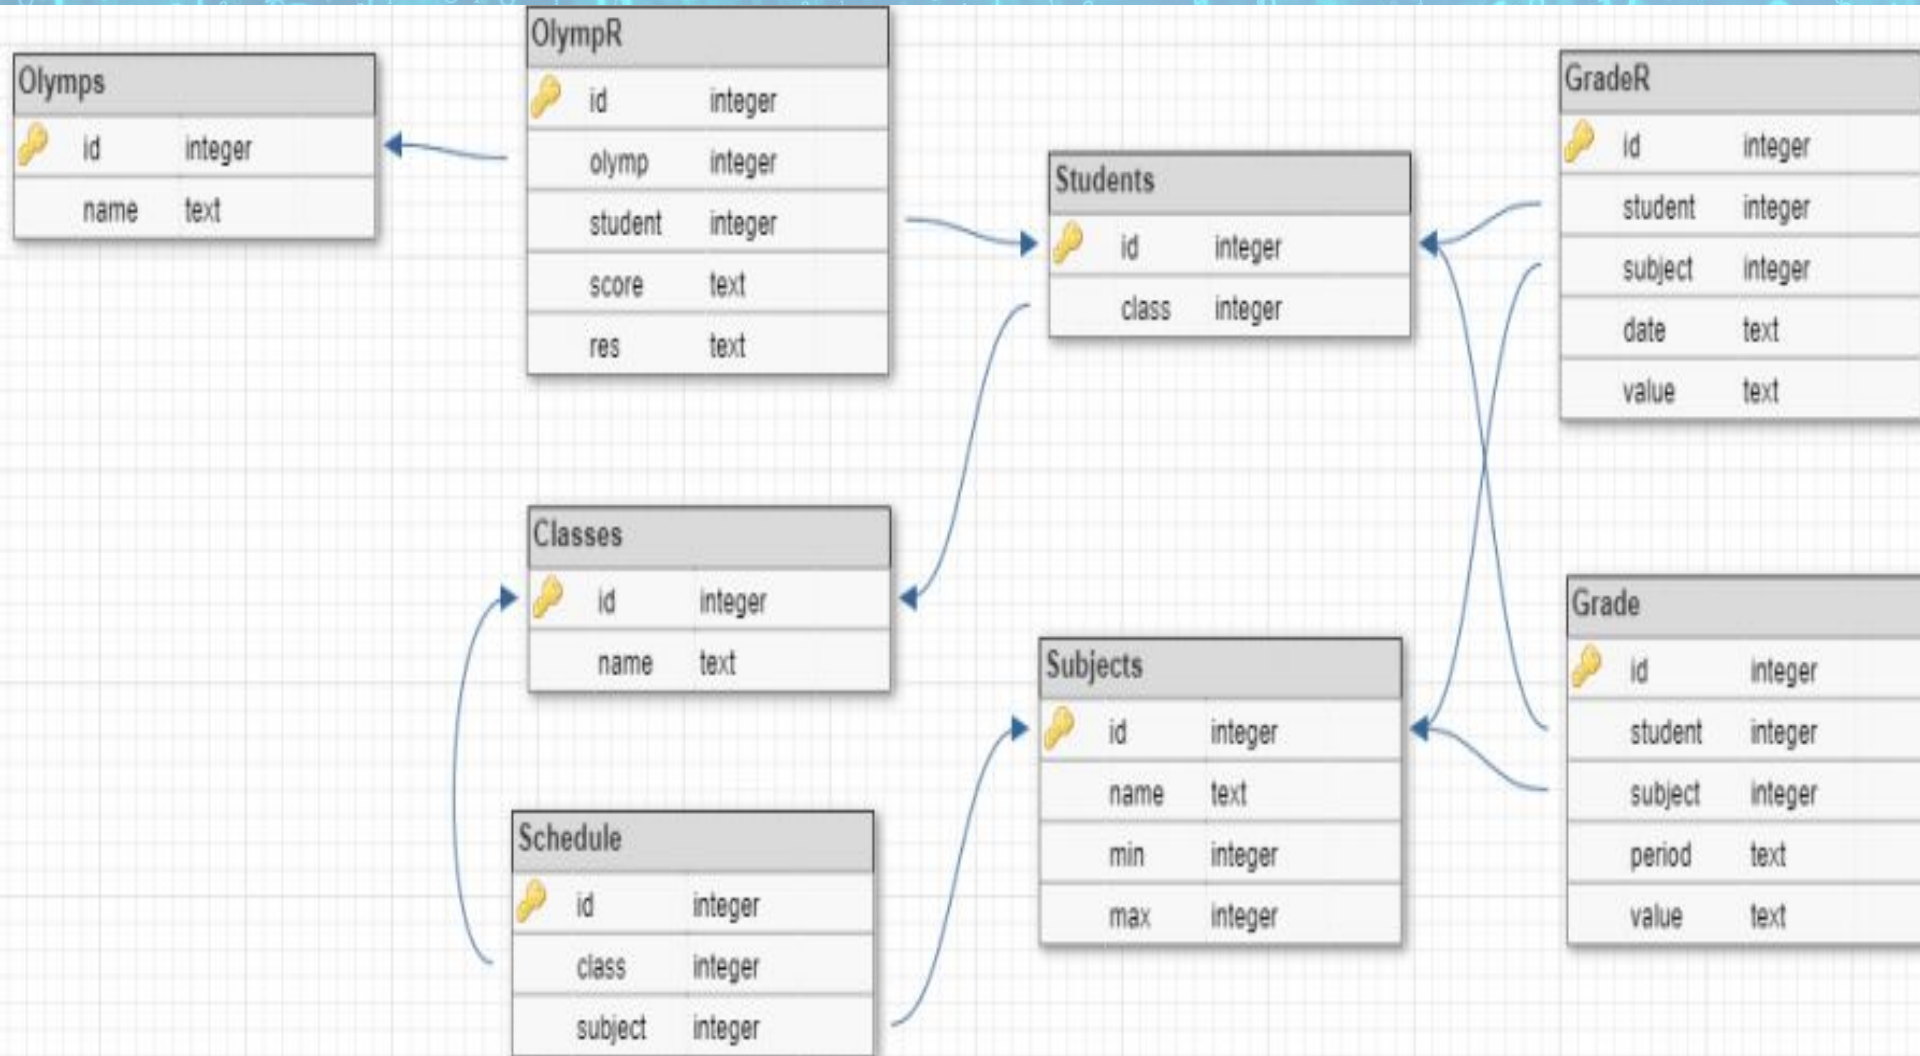 Olymps
id integer
name text
OlympR
id integer
olymp integer
student integer
score text
res text
Students
id integer
class integer
GradeR
id integer
student integer
subject integer
date text
value text
Classes
id integer
name text
Subjects
id integer
name text
min integer
max integer
Grade
id integer
student integer
subject integer
period text
value text
Schedule
id integer
class integer
subject integer